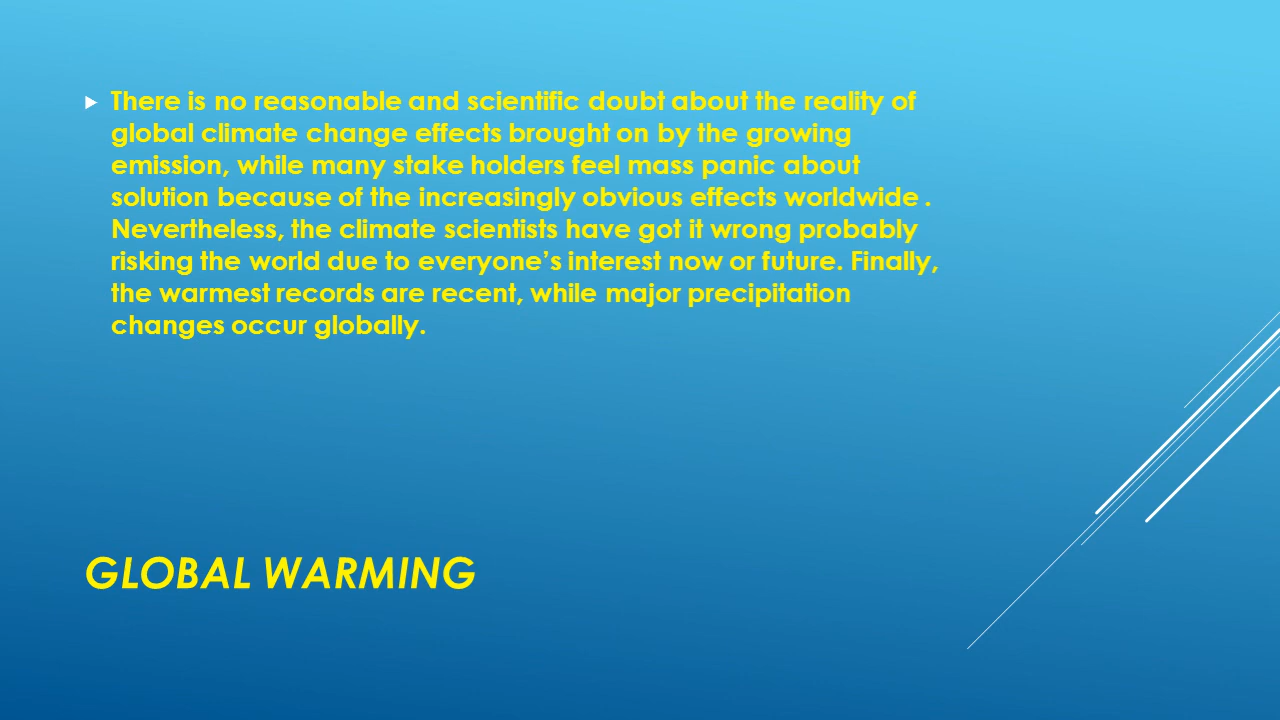 There is no reasonable and scientific doubt about the reality of
global climate change effects brought on by the growing
emission, while many stake holders feel mass panic about
solution because of the increasingly obvious effects worldwide .
Nevertheless, the climate scientists have got it wrong probably
risking the world due to everyone’s interest now or future. Finally,
the warmest records are recent, while major precipitation
changes occur globally.
GLOBAL WARMING